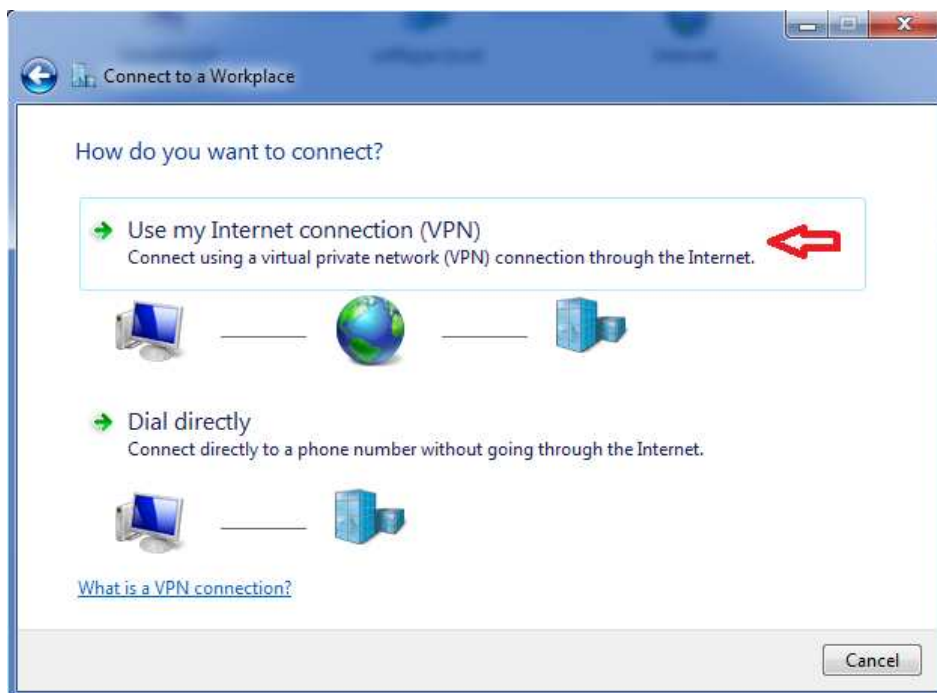 Connect to a Workplace
How do you want to connect?
Use my Internet connection (VPN)
Connect using a virtual private network (VPN) connection through the Internet.
Dial directly
Connect directly to a phone number without going through the Internet.
What is a VPN connection?
Cancel